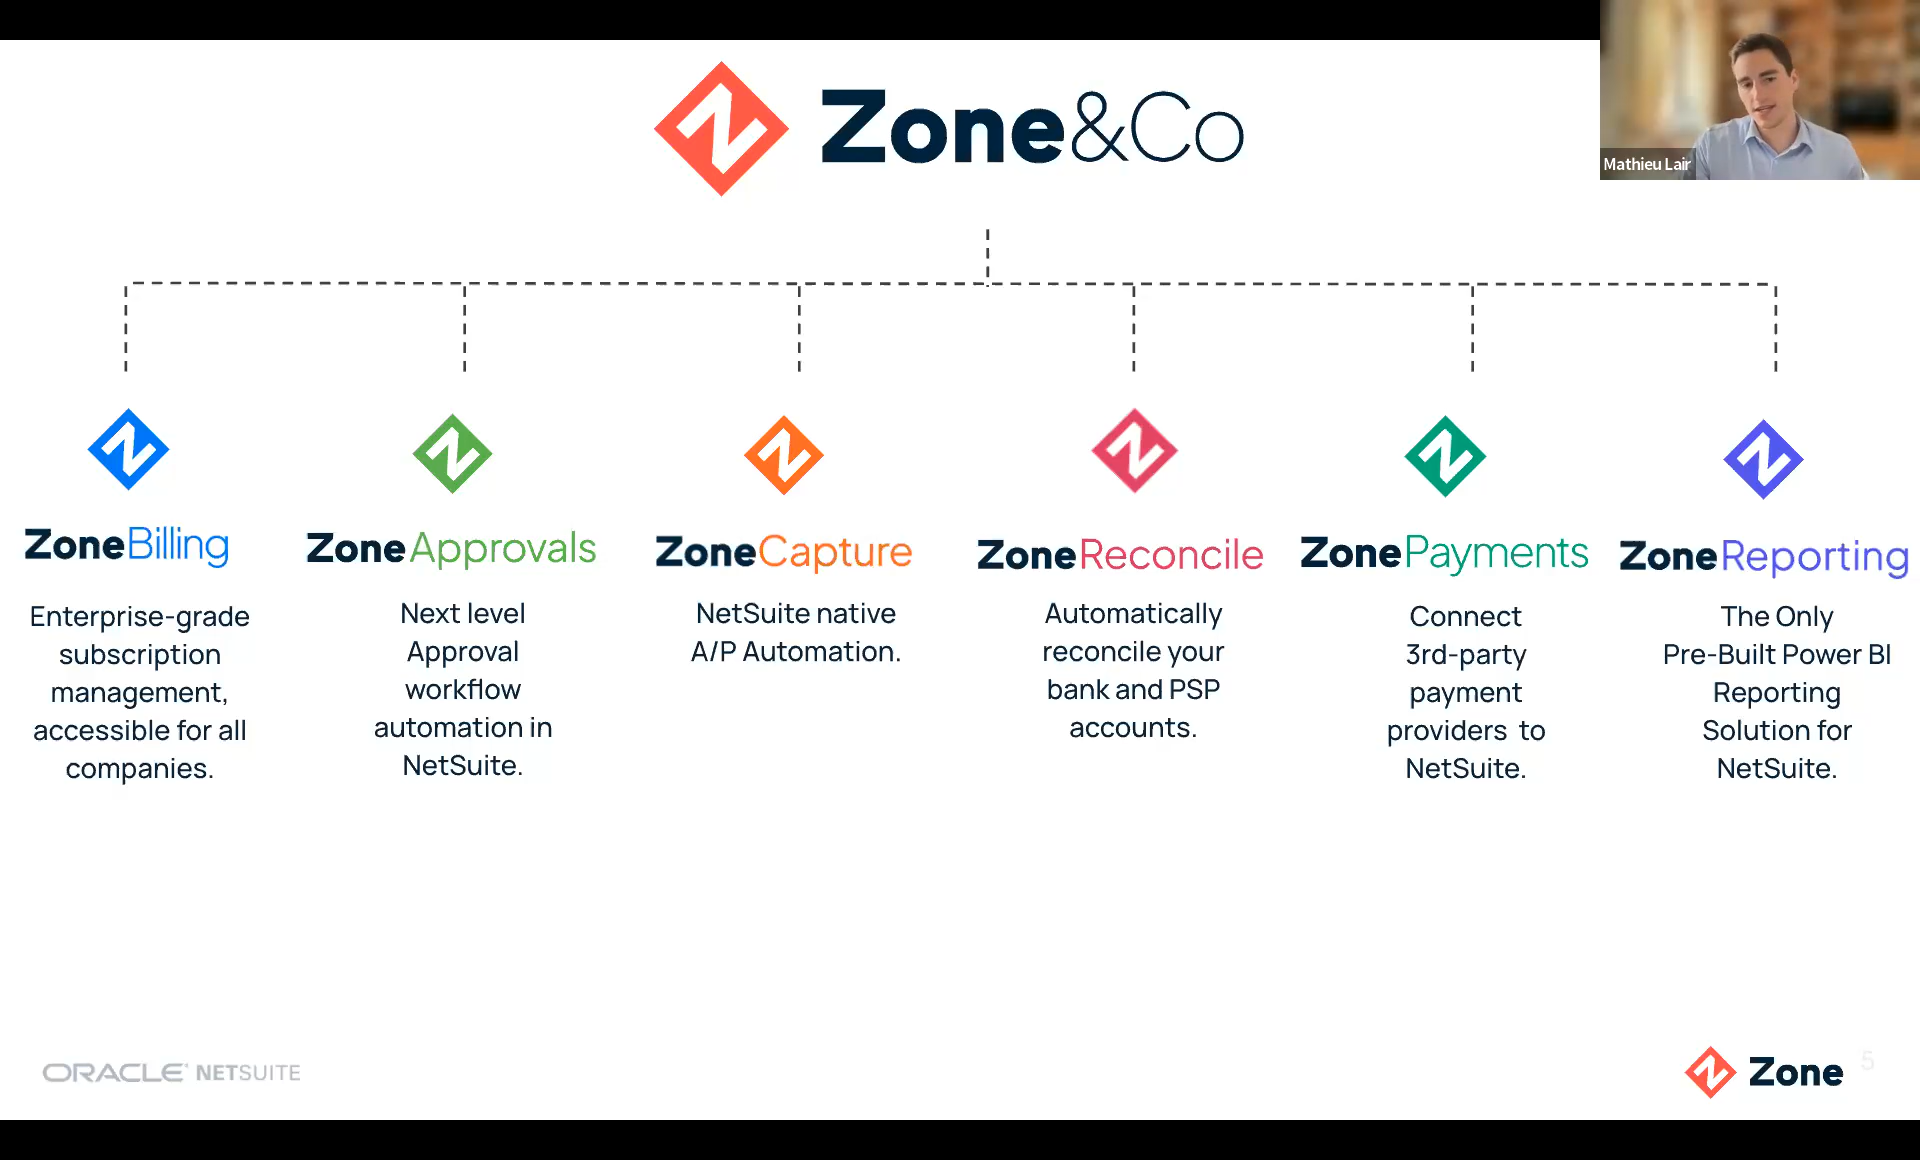 Zone&Co
Mathieu Lair
ZoneBilling
Enterprise-grade
subscription
management,
accessible for all
companies.
ZoneApprovals
Next level
Approval
workflow
automation in
NetSuite.
ZoneCapture
NetSuite native
A/P Automation.
ZoneReconcile
Automatically
reconcile your
bank and PSP
accounts.
ZonePayments
Connect
3rd-party
payment
providers to
NetSuite.
ZoneReporting
The Only
Pre-Built Power BI
Reporting
Solution for
NetSuite.
ORACLE NETSUITE
Zone
5